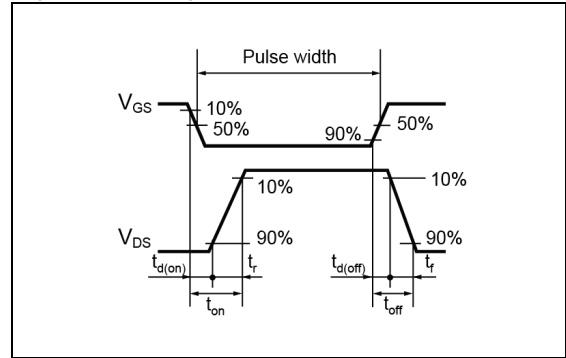 Pulse width
VGS
10%
50%
90%
50%
10%
10%
VDS
90%
90%
td(on)
tr
td(off)
tf
ton
toff